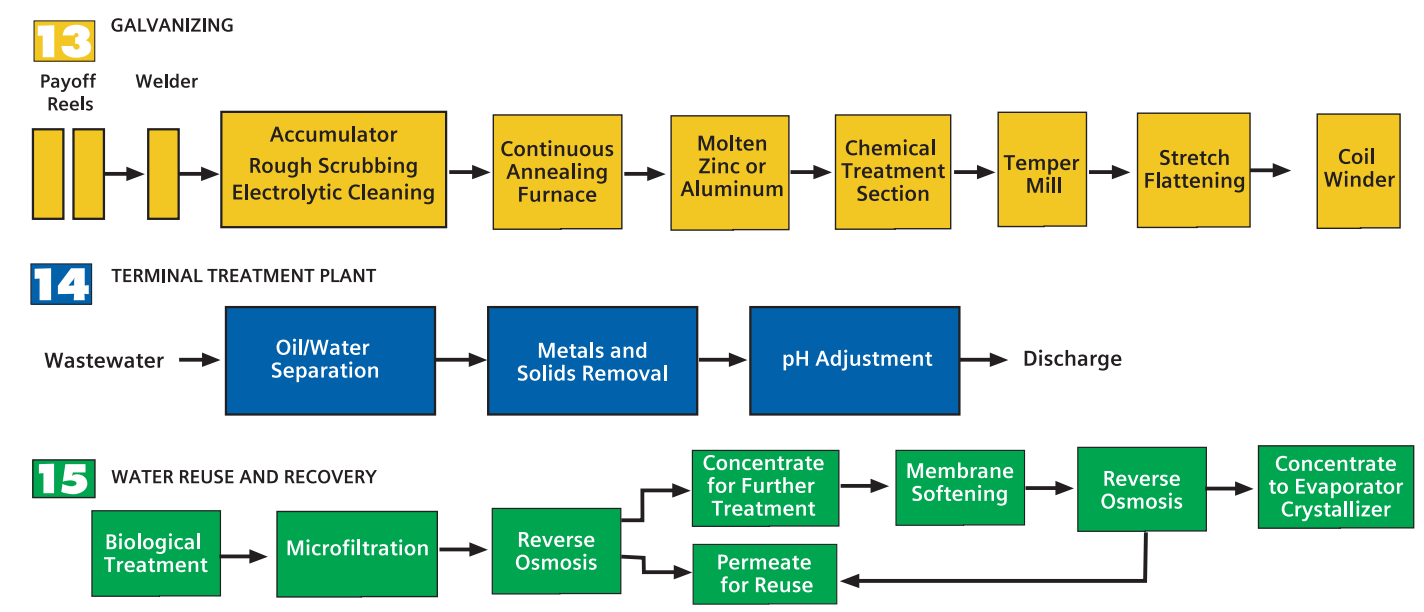 13
GALVANIZING
Payoff
Reels
Welder
Accumulator
Rough Scrubbing
Electrolytic Cleaning
Continuous
Annealing
Furnace
Molten
Zinc or
Aluminum
Chemical
Treatment
Section
Temper
Mill
Stretch
Flattening
Coil
Winder
14
TERMINAL TREATMENT PLANT
Wastewater
Oil/Water
Separation
Metals and
Solids Removal
pH Adjustment
Discharge
15
WATER REUSE AND RECOVERY
Biological
Treatment
Microfiltration
Reverse
Osmosis
Concentrate
for Further
Treatment
Membrane
Softening
Reverse
Osmosis
Concentrate
to Evaporator
Crystallizer
Permeate
for Reuse